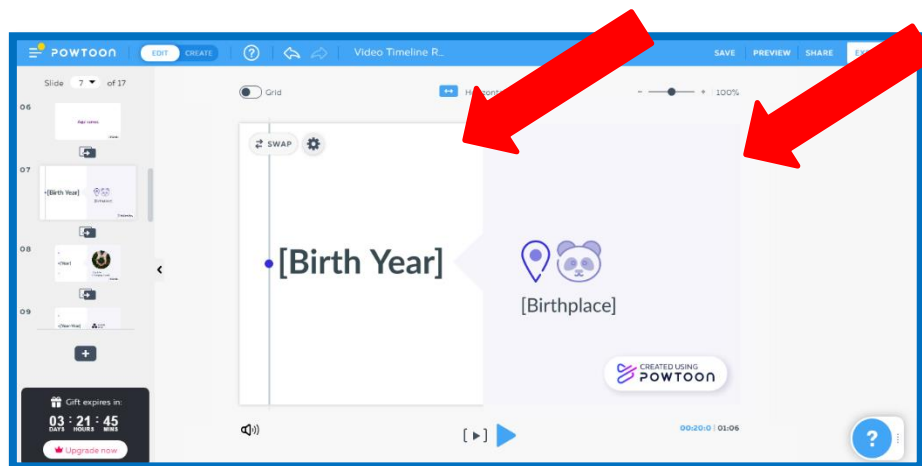 POWTOON EDIT CREATE ? Video Timeline R... SAVE PREVIEW SHARE
Slide 7 of 17
Grid
100%
06
07
[Birth Year]
08
09
+
Gift expires in:
03 : 21 : 45
DAYS HOURS MINS
Upgrade now
SWAP
[Birth Year]
[Birthplace]
CREATED USING
POWTOON
00:20:0 | 01:06
?